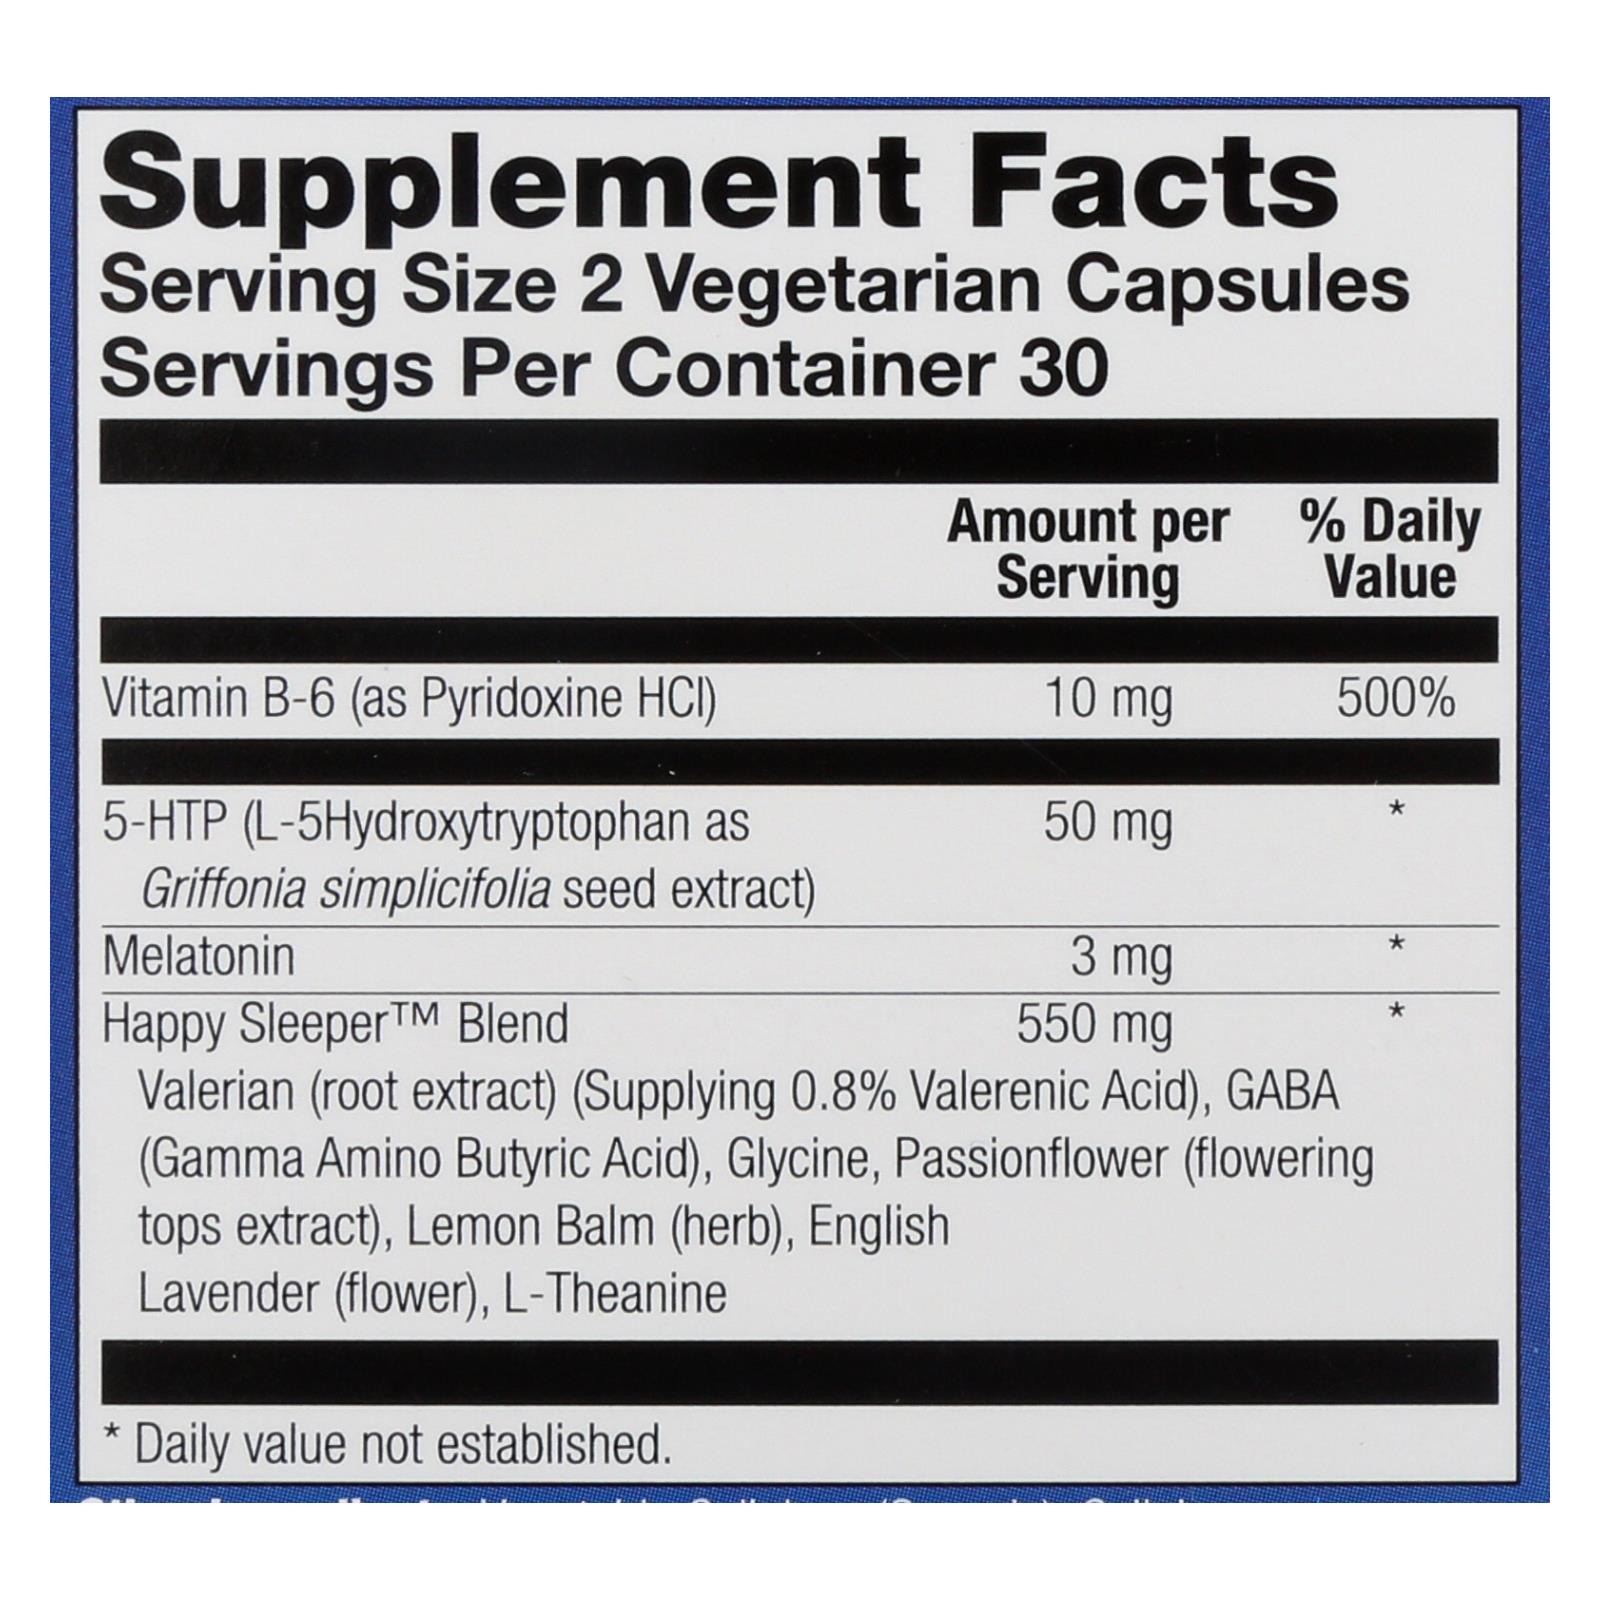 Supplement Facts
Serving Size 2 Vegetarian Capsules
Servings Per Container 30
Amount per Serving % Daily Value
Vitamin B-6 (as Pyridoxine HCl) 10 mg 500%
5-HTP (L-5Hydroxytryptophan as 50 mg *
Griffonia simplicifolia seed extract)
Melatonin 3 mg *
Happy Sleeper™ Blend 550 mg *
Valerian (root extract) (Supplying 0.8% Valerenic Acid), GABA
(Gamma Amino Butyric Acid), Glycine, Passionflower (flowering
tops extract), Lemon Balm (herb), English
Lavender (flower), L-Theanine
* Daily value not established.